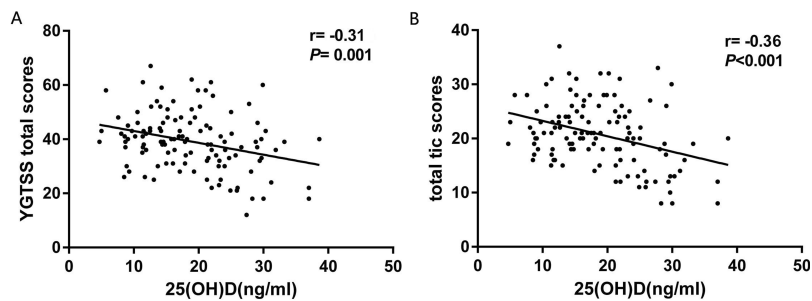 A
r= -0.31
P= 0.001
YGTSS total scores
80
60
40
20
0
0 10 20 30 40 50
25(OH)D(ng/ml)
B
r= -0.36
P<0.001
total tic scores
40
30
20
10
0
0 10 20 30 40 50
25(OH)D(ng/ml)